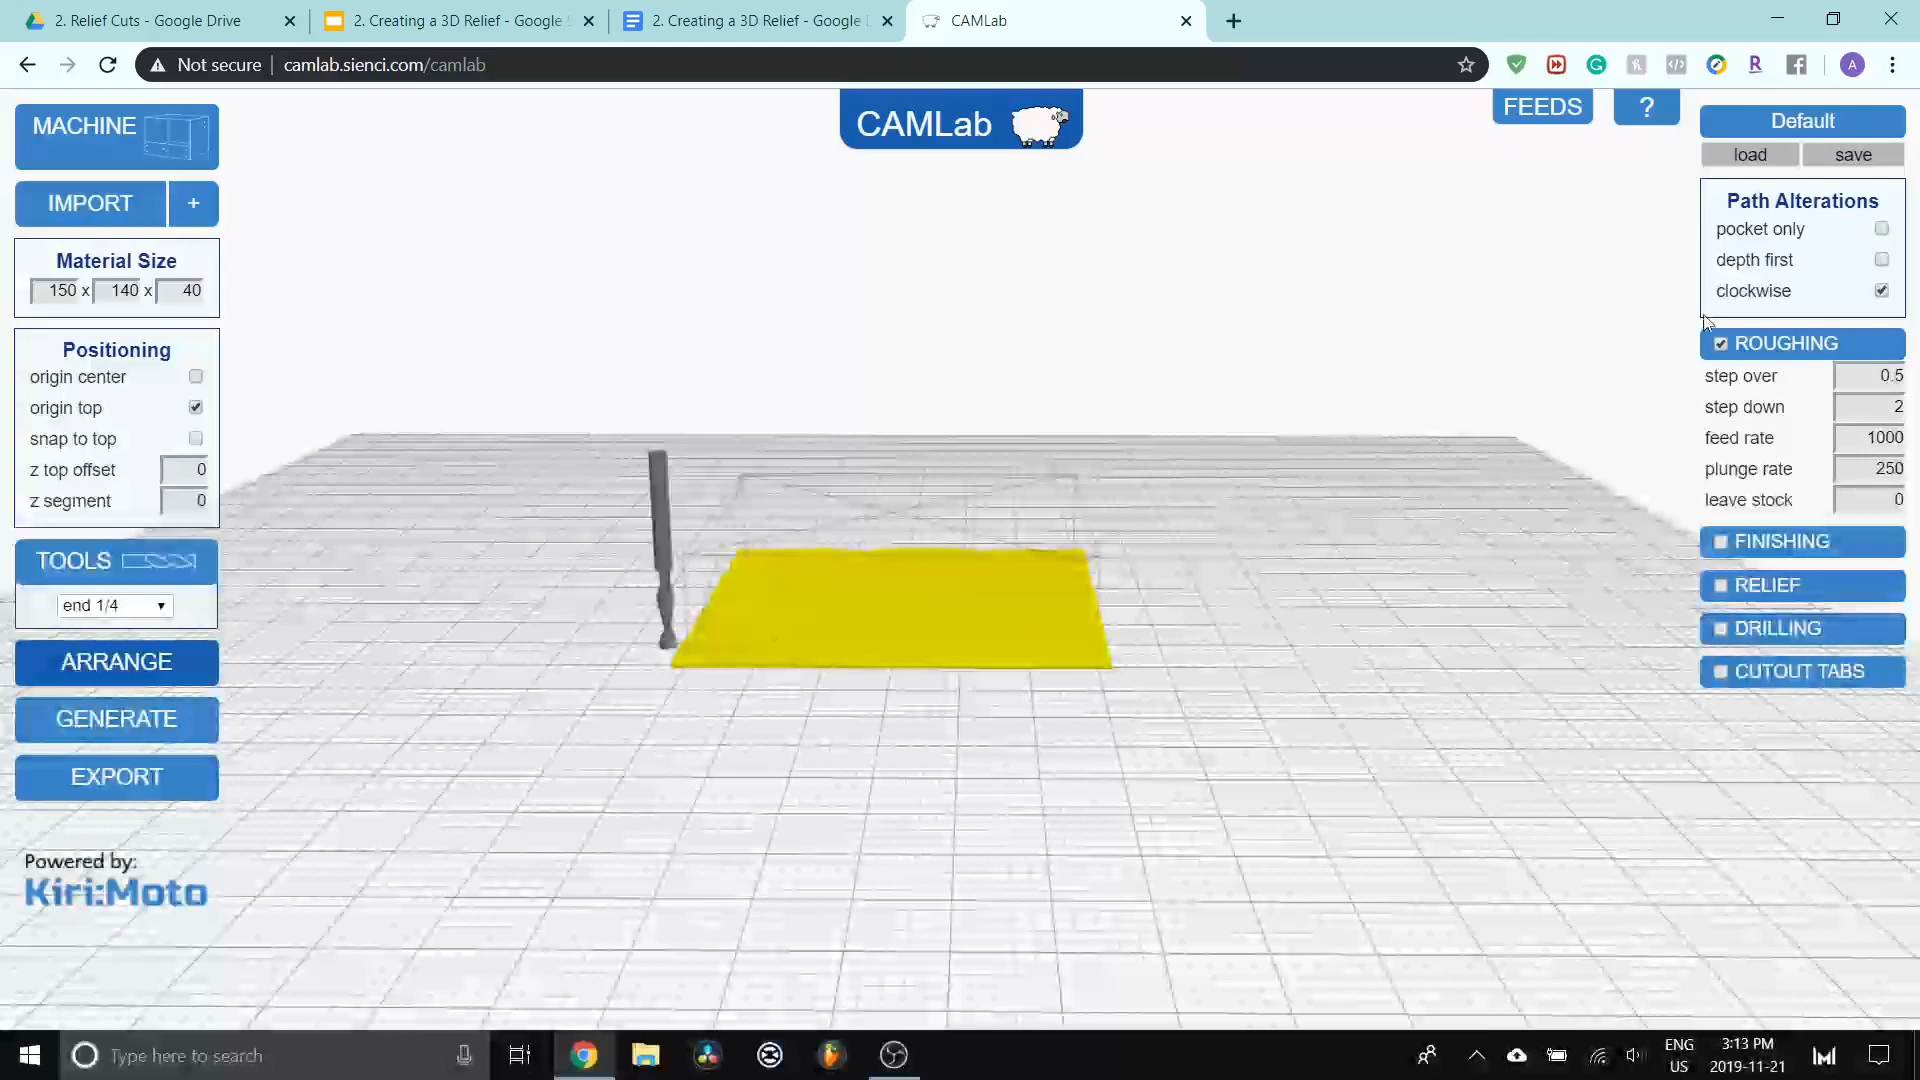 2. Relief Cuts - Google Drive
2. Creating a 3D Relief - Google S
2. Creating a 3D Relief - Google D
CAMLab
Not secure
camlab.sienci.com/camlab
A
MACHINE
IMPORT
+
Material Size
150 x 140 x 40
Positioning
origin center
origin top
snap to top
z top offset 0
z segment 0
TOOLS
end 1/4
ARRANGE
GENERATE
EXPORT
Powered by:
Kiri:Moto
CAMLab
FEEDS
?
Default
load save
Path Alterations
pocket only
depth first
clockwise
ROUGHING
step over 0.5
step down 2
feed rate 1000
plunge rate 250
leave stock 0
FINISHING
RELIEF
DRILLING
CUTOUT TABS
Type here to search
ENG
US
3:13 PM
2019-11-21